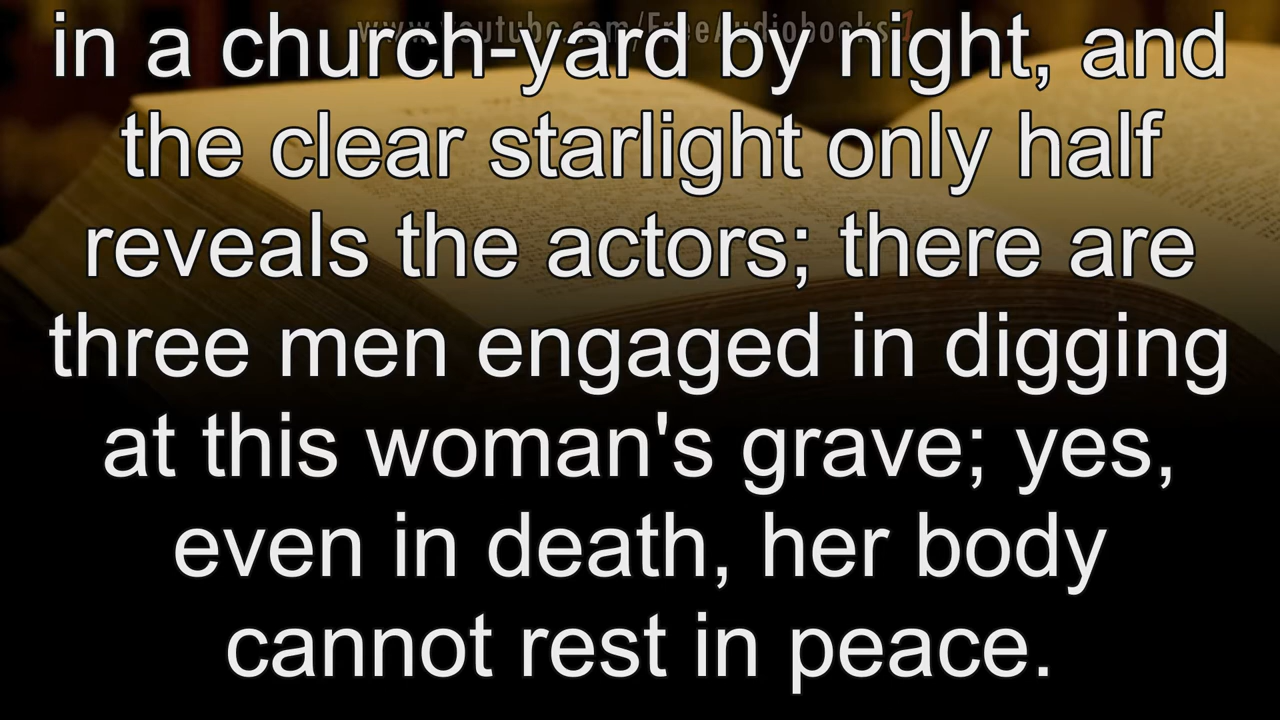 www.youtube.com/FreeAudiobooks1
in a church-yard by night, and
the clear starlight only half
reveals the actors; there are
three men engaged in digging
at this woman's grave; yes,
even in death, her body
cannot rest in peace.